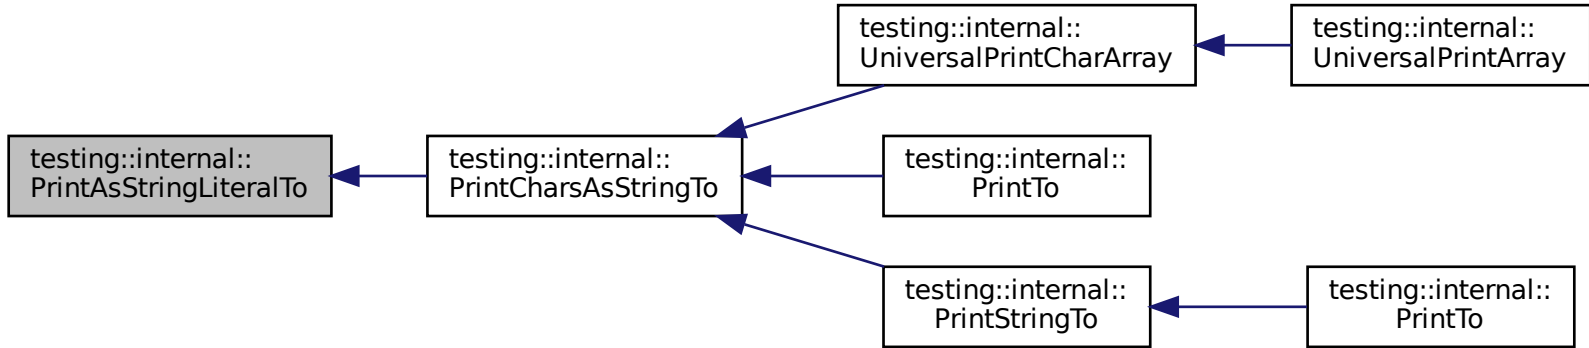 testing::internal::
UniversalPrintCharArray
testing::internal::
UniversalPrintArray
testing::internal::
PrintAsStringLiteralTo
testing::internal::
PrintCharsAsStringTo
testing::internal::
PrintTo
testing::internal::
PrintStringTo
testing::internal::
PrintTo